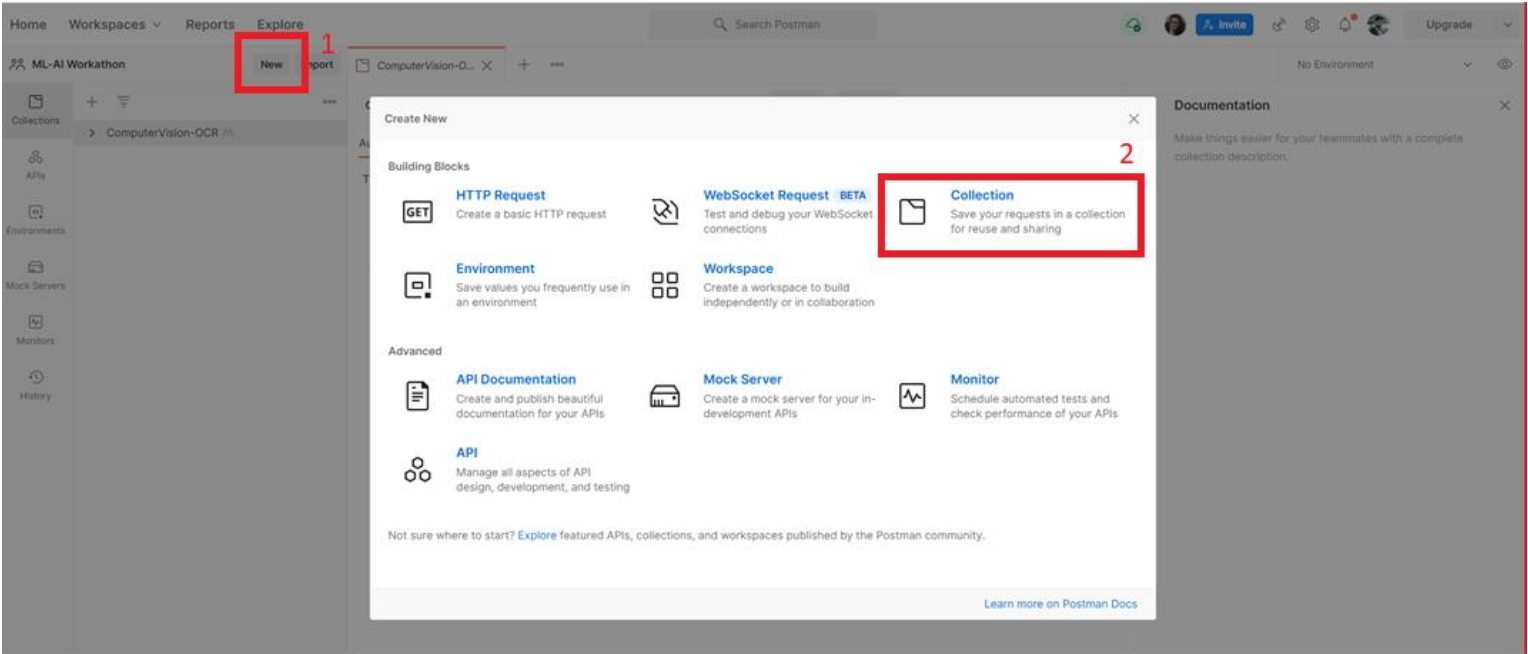 Home Workspaces Reports Explore
Search Postman
Invite
Upgrade
1
ML-AI Workathon
New
port
ComputerVision-O...
No Environment
Collections
ComputerVision-OCR
APIs
Environments
Mock Servers
Monitors
History
Create New
2
Building Blocks
GET
HTTP Request
Create a basic HTTP request
WebSocket Request BETA
Test and debug your WebSocket
connections
Collection
Save your requests in a collection
for reuse and sharing
Environment
Save values you frequently use in
an environment
Workspace
Create a workspace to build
independently or in collaboration
Advanced
API Documentation
Create and publish beautiful
documentation for your APIs
Mock Server
Create a mock server for your in-
development APIs
Monitor
Schedule automated tests and
check performance of your APIs
API
Manage all aspects of API
design, development, and testing
Not sure where to start? Explore featured APIs, collections, and workspaces published by the Postman community.
Learn more on Postman Docs
Documentation
Make things easier for your teammates with a complete
collection description.